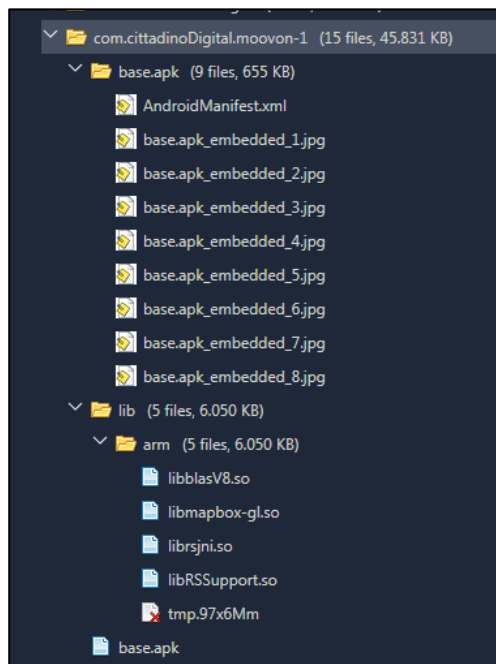 com.cittadinoDigital.moovon-1 (15 files, 45.831 KB)
base.apk (9 files, 655 KB)
AndroidManifest.xml
base.apk_embedded_1.jpg
base.apk_embedded_2.jpg
base.apk_embedded_3.jpg
base.apk_embedded_4.jpg
base.apk_embedded_5.jpg
base.apk_embedded_6.jpg
base.apk_embedded_7.jpg
base.apk_embedded_8.jpg
lib (5 files, 6.050 KB)
arm (5 files, 6.050 KB)
libblasV8.so
libmapbox-gl.so
librsjni.so
libRSSupport.so
tmp.97x6Mm
base.apk